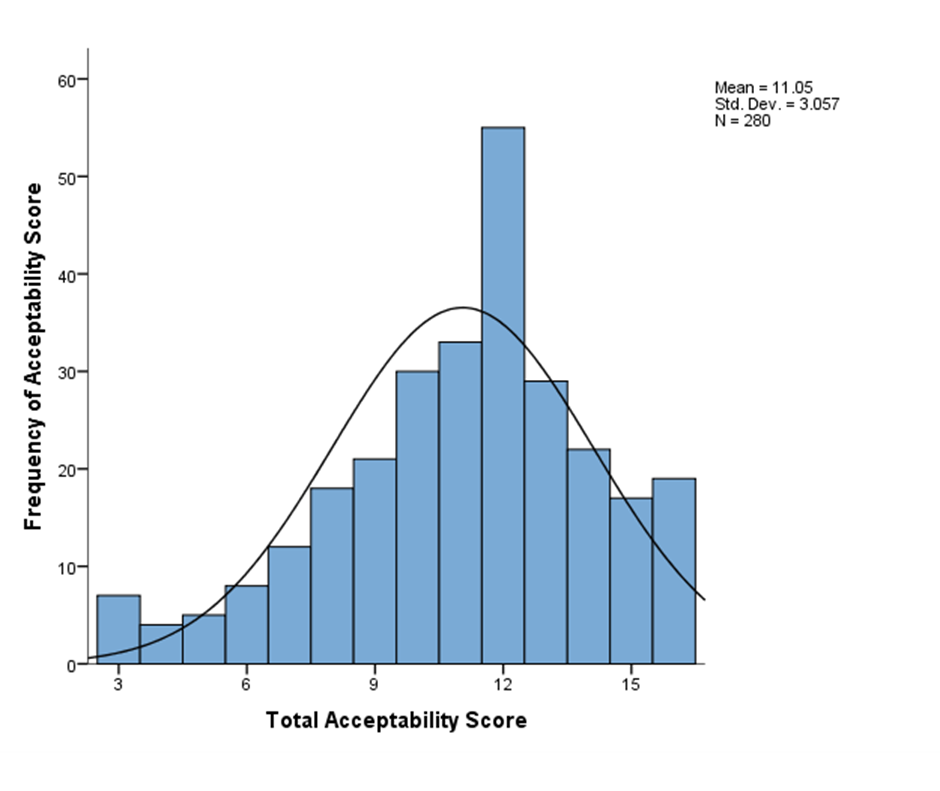 Mean = 11.05
Std. Dev. = 3.057
N = 280
60
50
40
30
20
10
0
Frequency of Acceptability Score
3 6 9 12 15
Total Acceptability Score